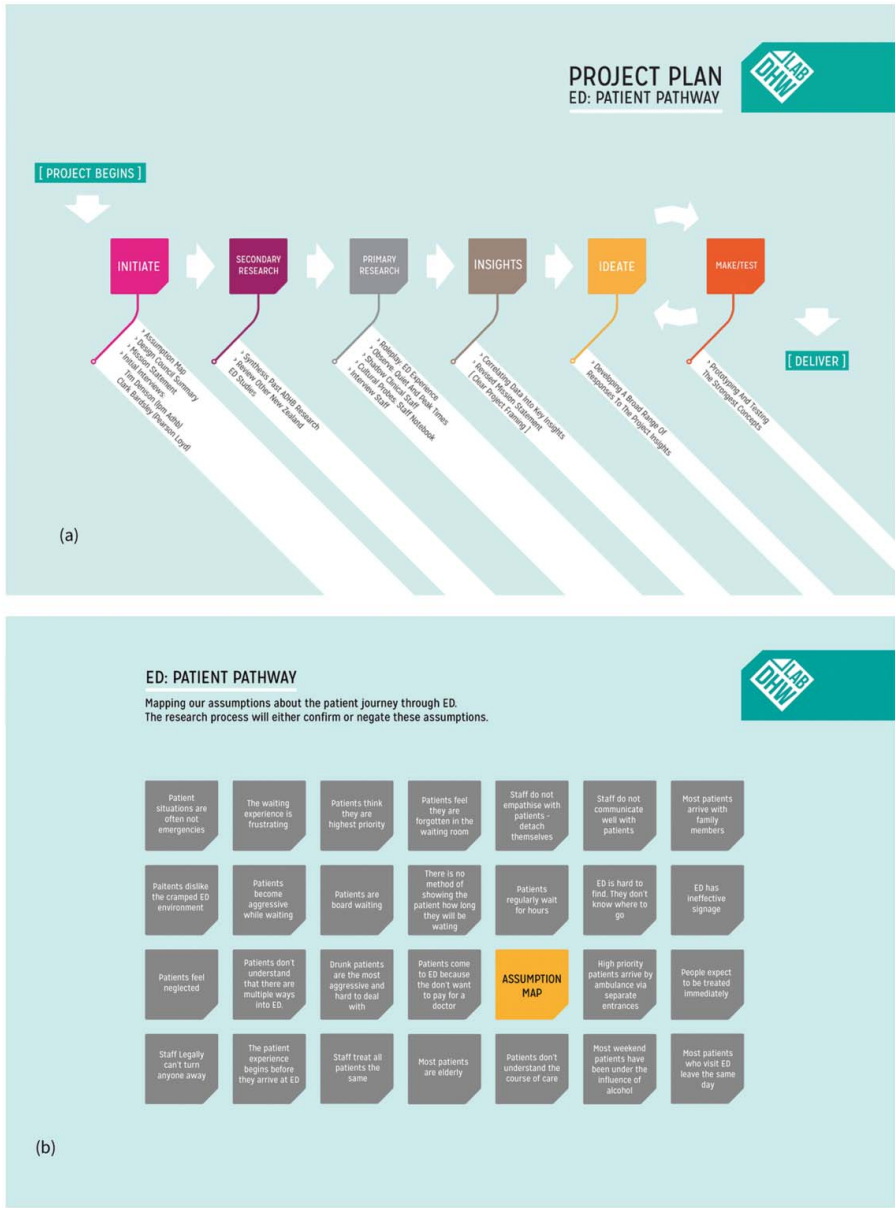 PROJECT PLAN
ED: PATIENT PATHWAY
DHW
LAB
[ PROJECT BEGINS ]
INITIATE
SECONDARY
RESEARCH
PRIMARY
RESEARCH
INSIGHTS
IDEATE
MAKE/TEST
[ DELIVER ]
› Assumption Map
› Design Council Summary
› Mission Statement
› Initial Interviews:
Tim Denison
Clark Bardsley (Pearson Loyd)
› Synthesis Past ADHB Research
› Review Other New Zealand
ED Studies
› Roleplay: ED Experience
› Observe: Quiet And Peak Times
› Shadow Clinical Staff
› Cultural Probes: Staff Notebook
› Interview Staff
› Correlating Data Into Key Insights
› Revised Mission Statement
[ Clear Project Framing ]
› Developing A Broad Range Of
Responses To The Project Insights
› Prototyping And Testing
The Strongest Concepts
(a)
ED: PATIENT PATHWAY
Mapping our assumptions about the patient journey through ED.
The research process will either confirm or negate these assumptions.
DHW
LAB
Patient
situations are
often not
emergencies
The waiting
experience is
frustrating
Patients think
they are
highest priority
Patients feel
they are
forgotten in the
waiting room
Staff do not
empathise with
patients -
detach
themselves
Staff do not
communicate
well with
patients
Most patients
arrive with
family
members
Paitents dislike
the cramped ED
environment
Patients
become
aggressive
while waiting
Patients are
board waiting
There is no
method of
showing the
patient how long
they will be
wating
Patients
regularly wait
for hours
ED is hard to
find. They don't
know where to
go
ED has
ineffective
signage
Patients feel
neglected
Patients don't
understand
that there are
multiple ways
into ED.
Drunk patients
are the most
aggressive and
hard to deal
with
Patients come
to ED because
the don't want
to pay for a
doctor
ASSUMPTION
MAP
High priority
patients arrive by
ambulance via
separate
entrances
People expect
to be treated
immediately
Staff Legally
can't turn
anyone away
The patient
experience
begins before
they arrive at ED
Staff treat all
patients the
same
Most patients
are elderly
Patients don't
understand the
course of care
Most weekend
patients have
been under the
influence of
alcohol
Most patients
who visit ED
leave the same
day
(b)